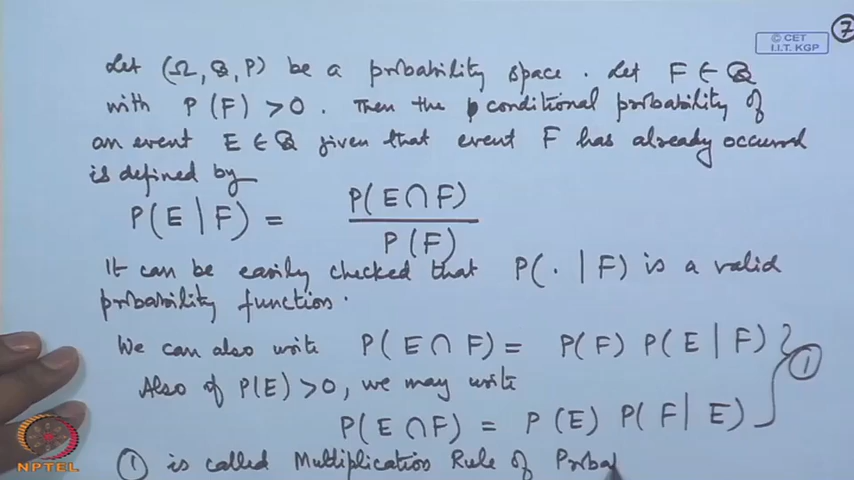 7
© CET
I.I.T. KGP
Let (Ω, ℬ, P) be a probability space. Let F ∈ ℬ
with P(F) > 0. Then the conditional probability of
an event E ∈ ℬ given that event F has already occurred
is defined by
P(E | F) = P(E ∩ F) / P(F)
It can be easily checked that P(· | F) is a valid
probability function.
We can also write P(E ∩ F) = P(F) P(E | F)
Also if P(E) > 0, we may write
P(E ∩ F) = P(E) P(F | E)
①
① is called Multiplication Rule of Proba
NPTEL